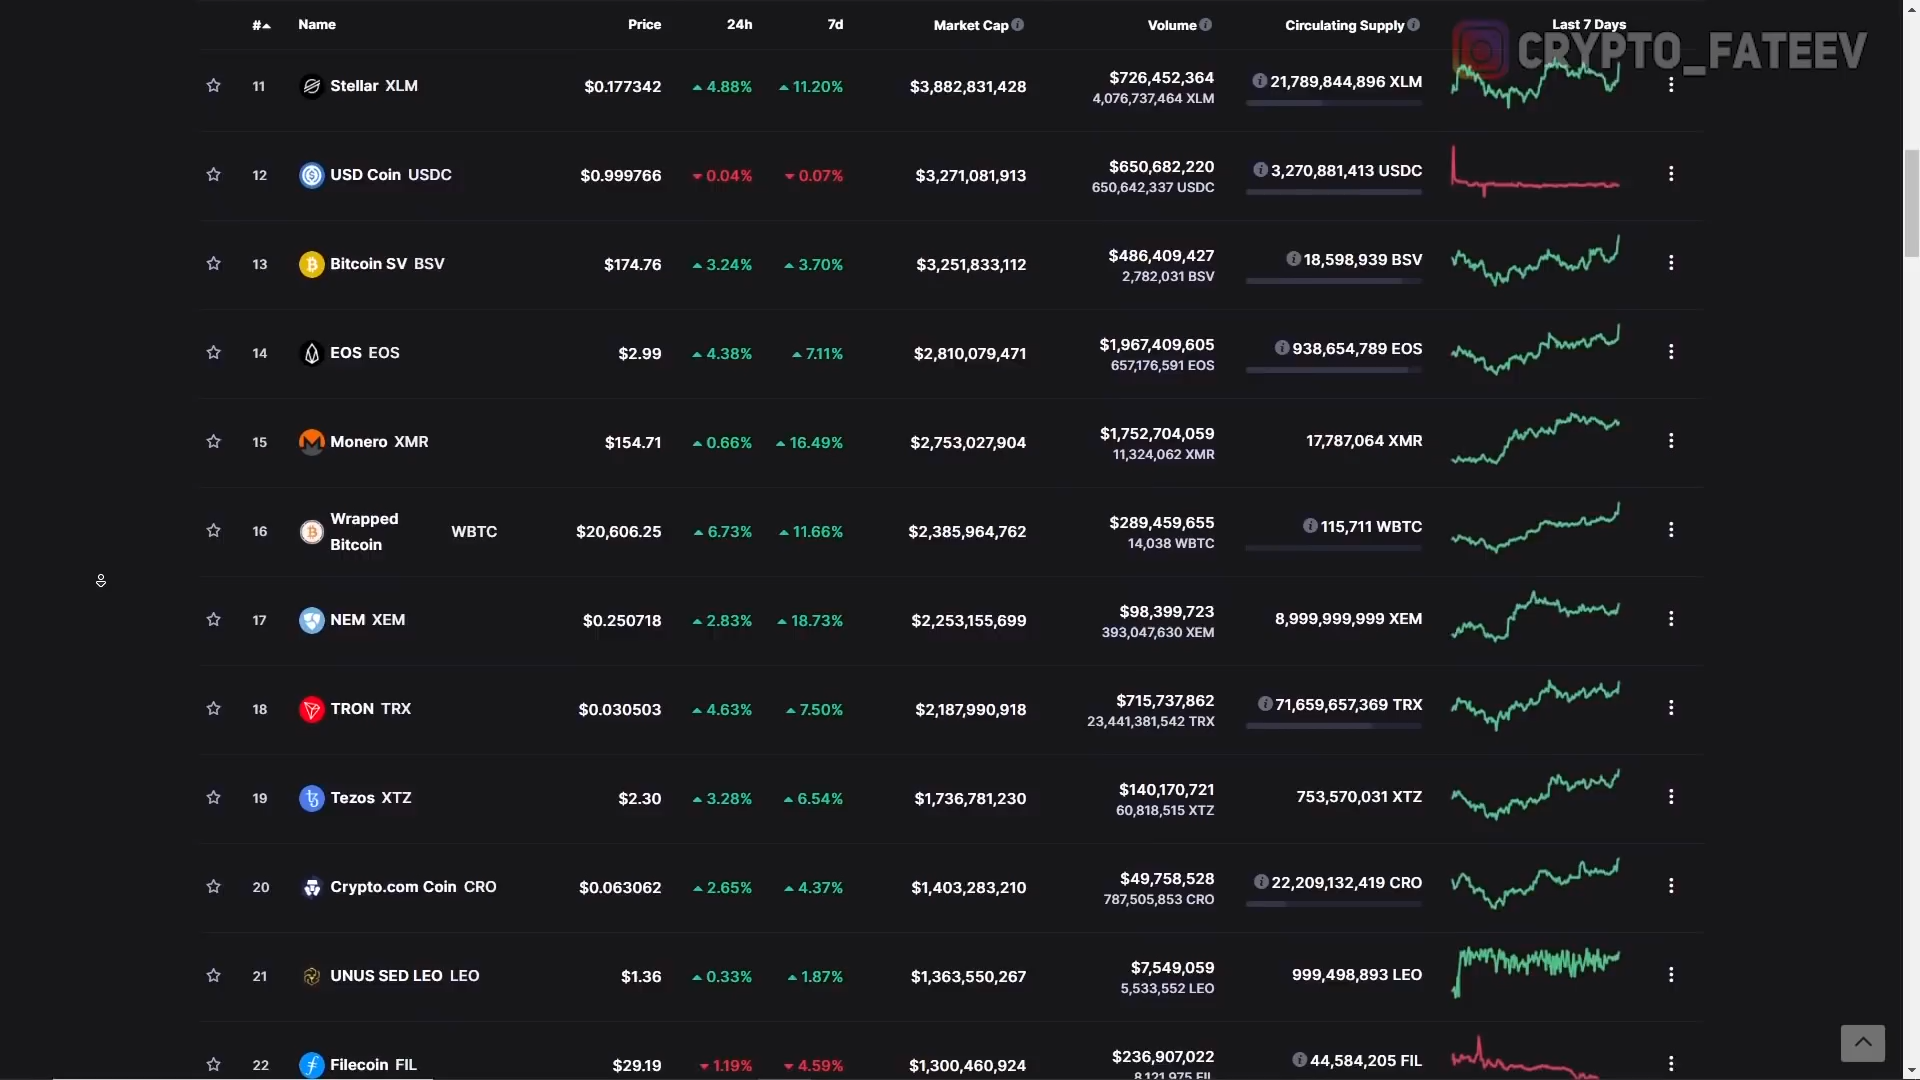 # Name Price 24h 7d Market Cap Volume Circulating Supply Last 7 Days
CRYPTO_FATEEV
11 Stellar XLM $0.177342 4.88% 11.20% $3,882,831,428 $726,452,364 21,789,844,896 XLM
4,076,737,464 XLM
12 USD Coin USDC $0.999766 0.04% 0.07% $3,271,081,913 $650,682,220 3,270,881,413 USDC
650,642,337 USDC
13 Bitcoin SV BSV $174.76 3.24% 3.70% $3,251,833,112 $486,409,427 18,598,939 BSV
2,782,031 BSV
14 EOS EOS $2.99 4.38% 7.11% $2,810,079,471 $1,967,409,605 938,654,789 EOS
657,176,591 EOS
15 Monero XMR $154.71 0.66% 16.49% $2,753,027,904 $1,752,704,059 17,787,064 XMR
11,324,062 XMR
16 Wrapped Bitcoin WBTC $20,606.25 6.73% 11.66% $2,385,964,762 $289,459,655 115,711 WBTC
14,038 WBTC
17 NEM XEM $0.250718 2.83% 18.73% $2,253,155,699 $98,399,723 8,999,999,999 XEM
393,047,630 XEM
18 TRON TRX $0.030503 4.63% 7.50% $2,187,990,918 $715,737,862 71,659,657,369 TRX
23,441,381,542 TRX
19 Tezos XTZ $2.30 3.28% 6.54% $1,736,781,230 $140,170,721 753,570,031 XTZ
60,818,515 XTZ
20 Crypto.com Coin CRO $0.063062 2.65% 4.37% $1,403,283,210 $49,758,528 22,209,132,419 CRO
787,505,853 CRO
21 UNUS SED LEO LEO $1.36 0.33% 1.87% $1,363,550,267 $7,549,059 999,498,893 LEO
5,533,552 LEO
22 Filecoin FIL $29.19 1.19% 4.59% $1,300,460,924 $236,907,022 44,584,205 FIL
8,121,975 FIL